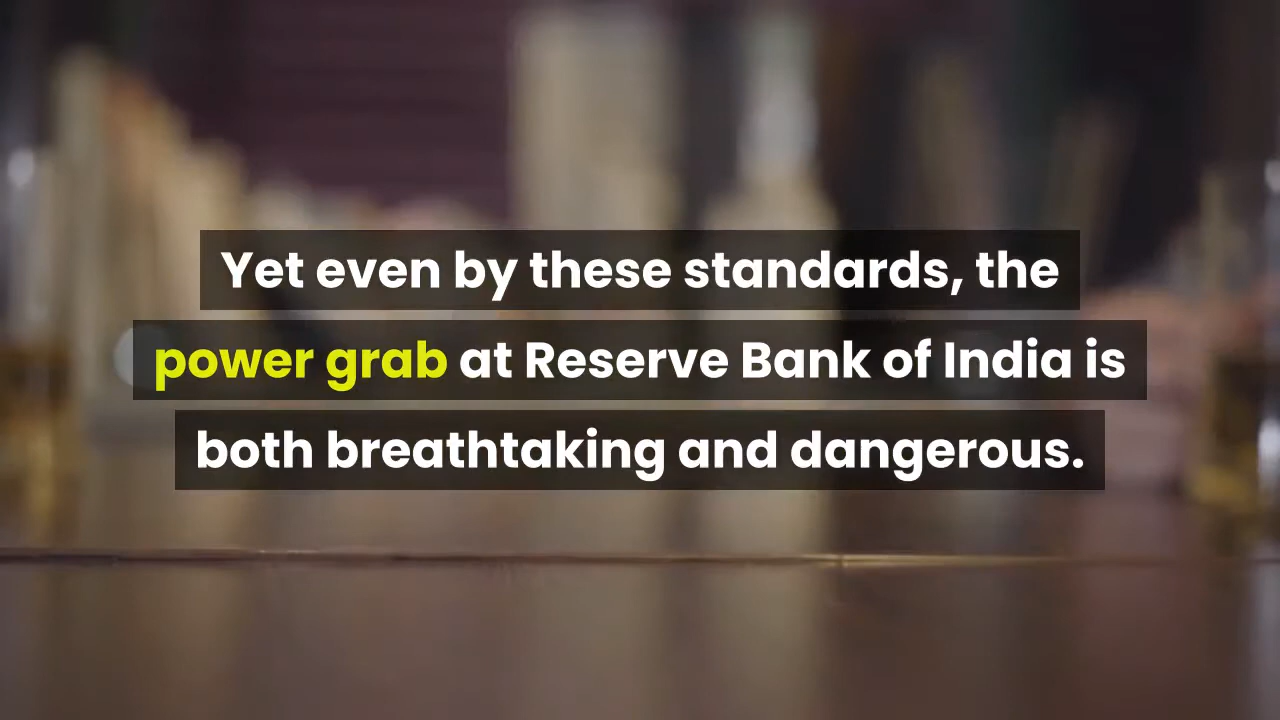 Yet even by these standards, the
power grab at Reserve Bank of India is
both breathtaking and dangerous.